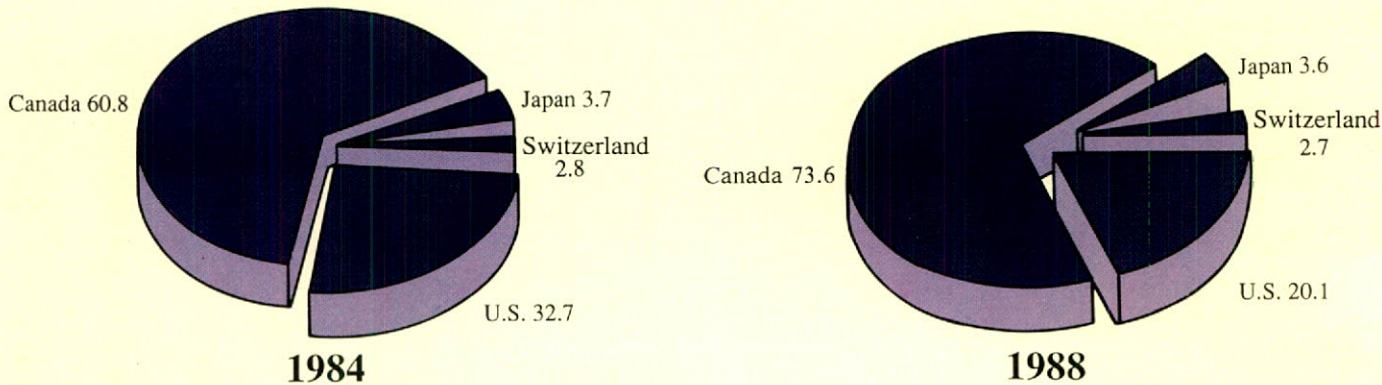 Canada 60.8
Japan 3.7
Switzerland
2.8
U.S. 32.7
1984
Canada 73.6
Japan 3.6
Switzerland
2.7
U.S. 20.1
1988